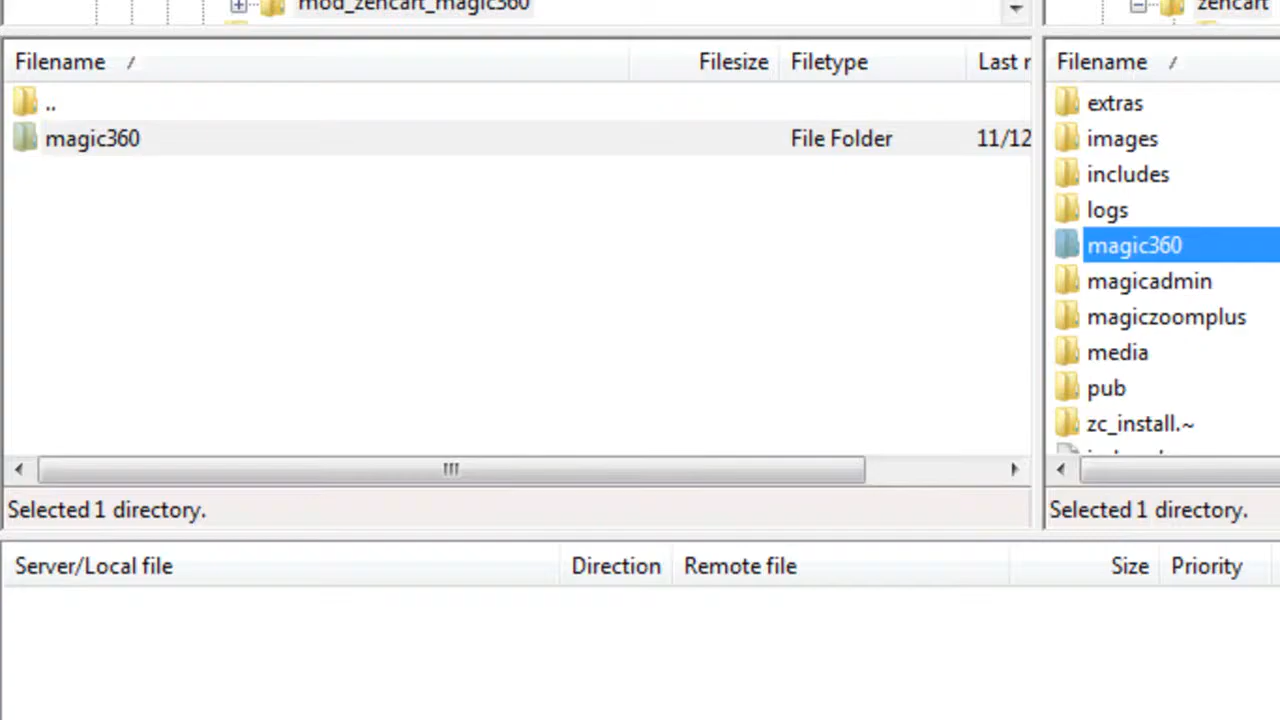 mod_zencart_magic360
zencart
Filename / Filesize Filetype Last r
..
magic360 File Folder 11/12
Selected 1 directory.
Filename /
extras
images
includes
logs
magic360
magicadmin
magiczoomplus
media
pub
zc_install.~
Selected 1 directory.
Server/Local file Direction Remote file Size Priority